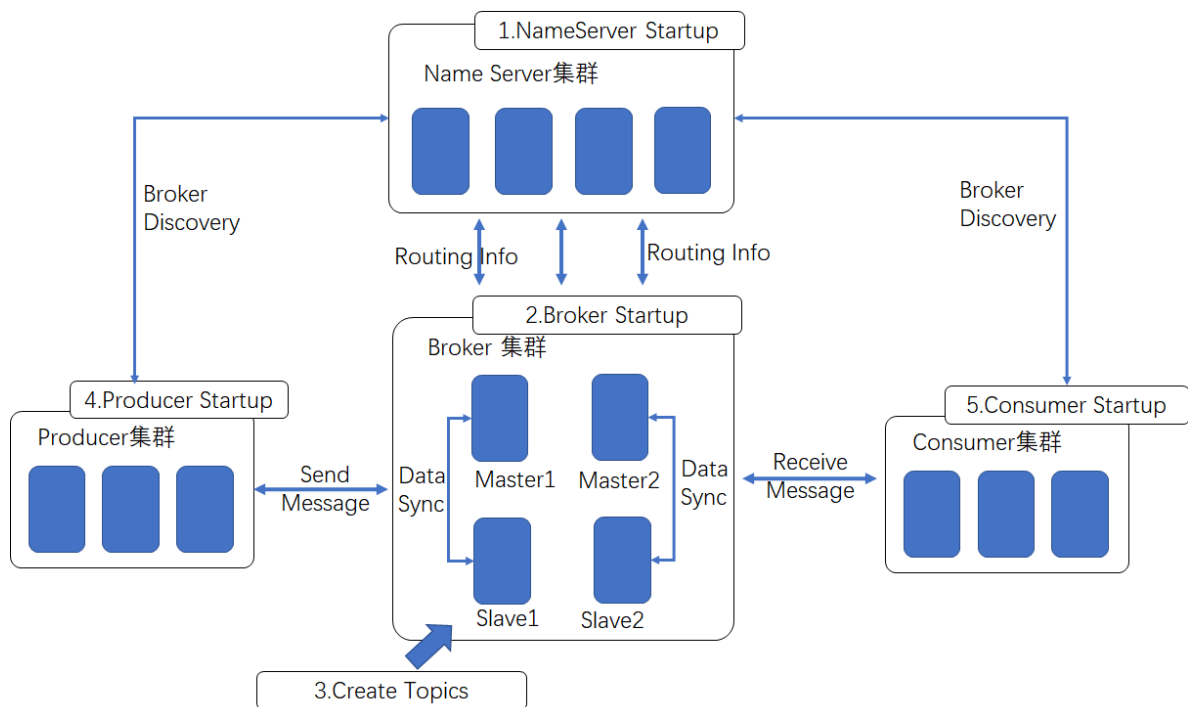 1.NameServer Startup
Name Server集群
Broker
Discovery
Broker
Discovery
Routing Info
Routing Info
2.Broker Startup
Broker 集群
4.Producer Startup
Producer集群
5.Consumer Startup
Consumer集群
Send
Message
Data
Sync
Master1
Master2
Data
Sync
Receive
Message
Slave1
Slave2
3.Create Topics